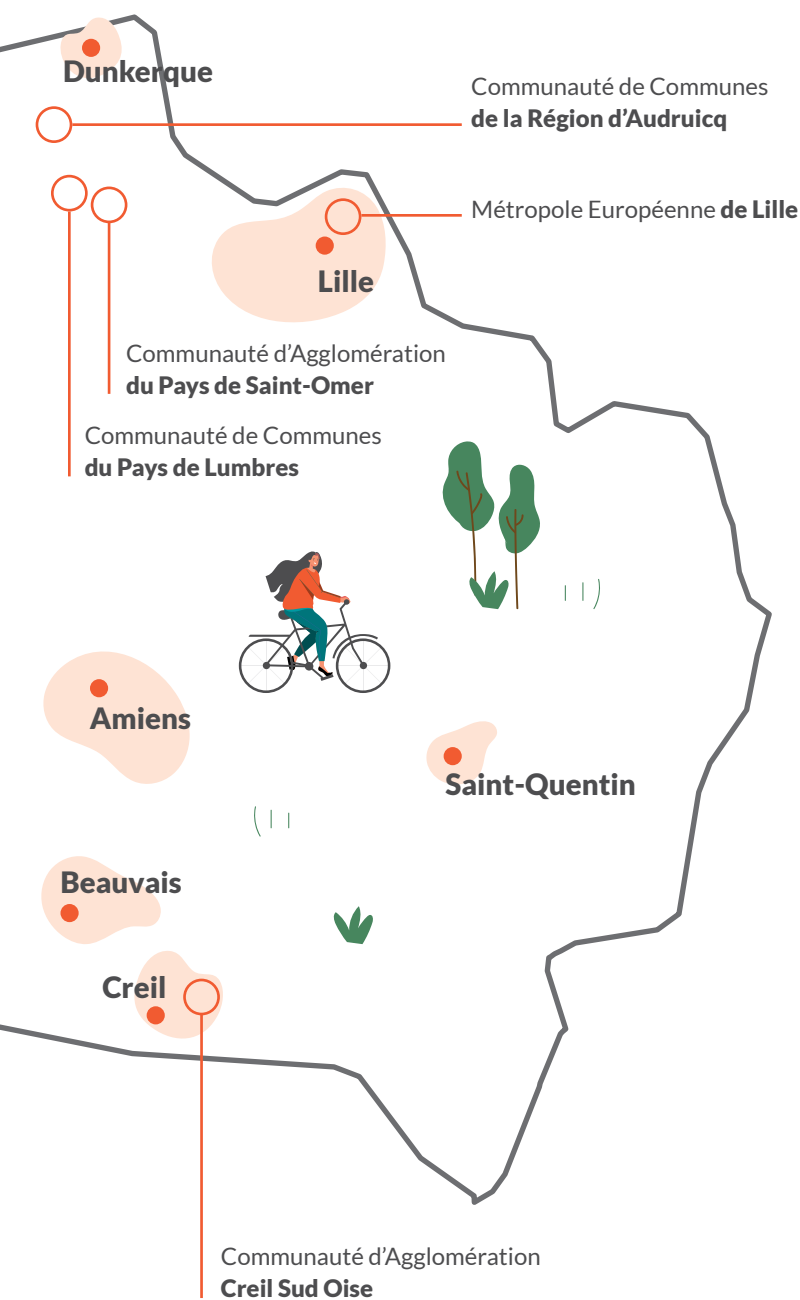 Dunkerque
Communauté de Communes
de la Région d’Audruicq
Métropole Européenne de Lille
Lille
Communauté d’Agglomération
du Pays de Saint-Omer
Communauté de Communes
du Pays de Lumbres
Amiens
Saint-Quentin
Beauvais
Creil
Communauté d’Agglomération
Creil Sud Oise